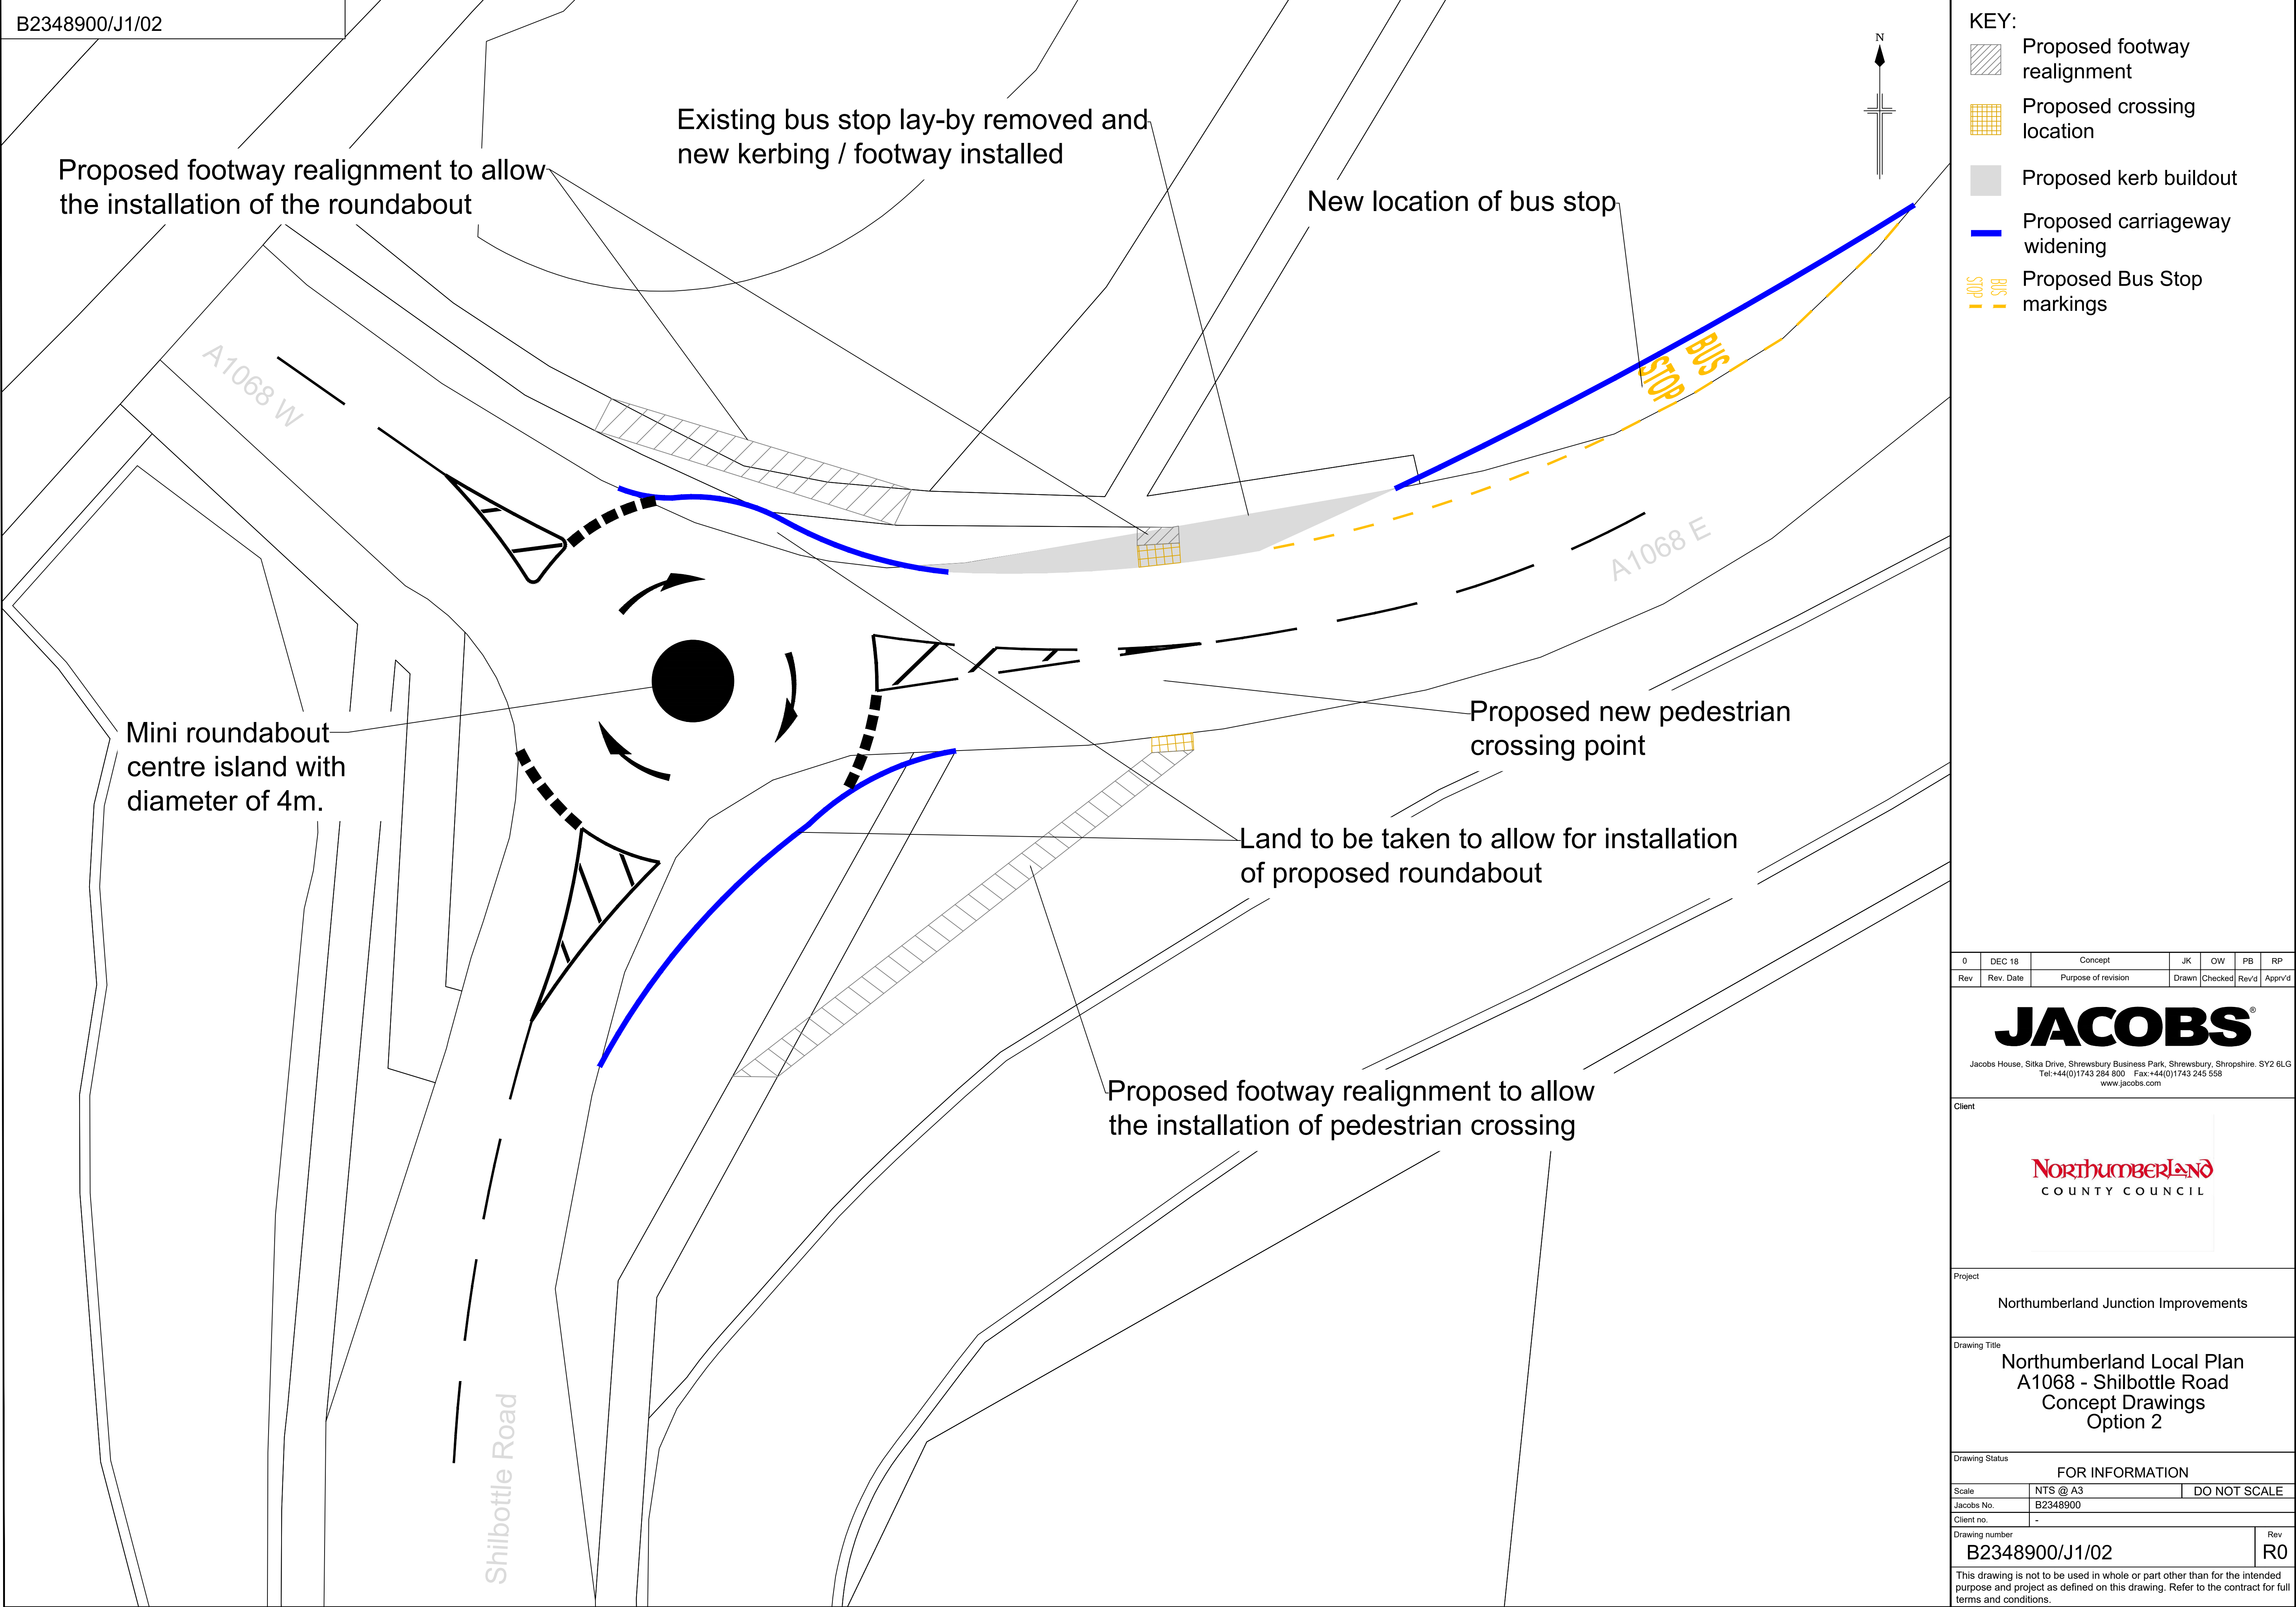 B2348900/J1/02
Proposed footway realignment to allow
the installation of the roundabout
Existing bus stop lay-by removed and
new kerbing / footway installed
New location of bus stop
N
A1068 W
BUS
STOP
A1068 E
Mini roundabout
centre island with
diameter of 4m.
Proposed new pedestrian
crossing point
Land to be taken to allow for installation
of proposed roundabout
Proposed footway realignment to allow
the installation of pedestrian crossing
Shilbottle Road
KEY:
Proposed footway
realignment
Proposed crossing
location
Proposed kerb buildout
Proposed carriageway
widening
BUS
STOP
Proposed Bus Stop
markings
0 DEC 18 Concept JK OW PB RP
Rev Rev. Date Purpose of revision Drawn Checked Rev'd Apprv'd
JACOBS®
Jacobs House, Sitka Drive, Shrewsbury Business Park, Shrewsbury, Shropshire. SY2 6LG
Tel:+44(0)1743 284 800 Fax:+44(0)1743 245 558
www.jacobs.com
Client
NORTHUMBERLAND
COUNTY COUNCIL
Project
Northumberland Junction Improvements
Drawing Title
Northumberland Local Plan
A1068 - Shilbottle Road
Concept Drawings
Option 2
Drawing Status
FOR INFORMATION
Scale NTS @ A3 DO NOT SCALE
Jacobs No. B2348900
Client no. -
Drawing number Rev
B2348900/J1/02 R0
This drawing is not to be used in whole or part other than for the intended
purpose and project as defined on this drawing. Refer to the contract for full
terms and conditions.